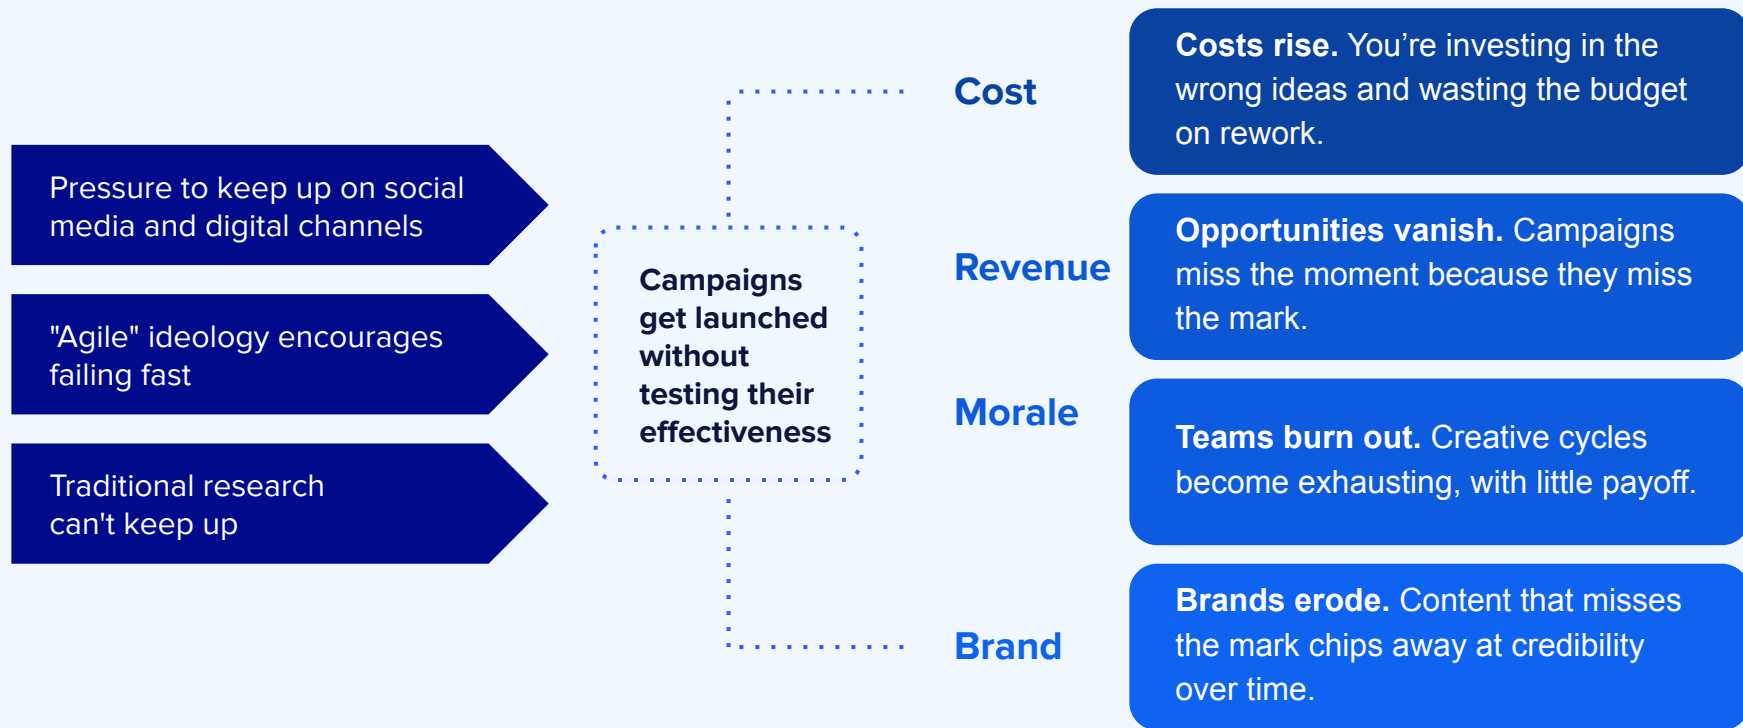 Pressure to keep up on social
media and digital channels
"Agile" ideology encourages
failing fast
Traditional research
can't keep up
Campaigns
get launched
without
testing their
effectiveness
Cost
Costs rise. You’re investing in the
wrong ideas and wasting the budget
on rework.
Revenue
Opportunities vanish. Campaigns
miss the moment because they miss
the mark.
Morale
Teams burn out. Creative cycles
become exhausting, with little payoff.
Brand
Brands erode. Content that misses
the mark chips away at credibility
over time.